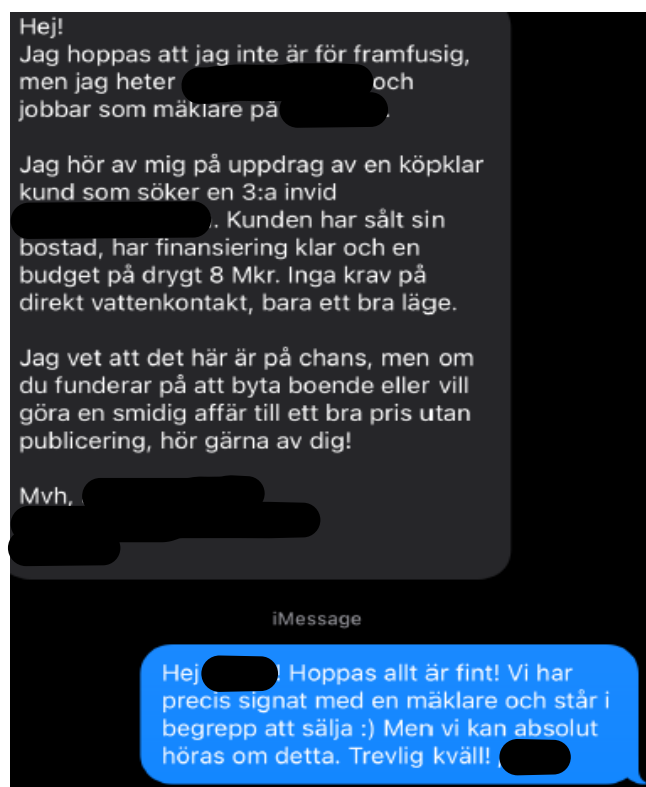 Hej!
Jag hoppas att jag inte är för framfusig,
men jag heter och
jobbar som mäklare på .
Jag hör av mig på uppdrag av en köpklar
kund som söker en 3:a invid
. Kunden har sålt sin
bostad, har finansiering klar och en
budget på drygt 8 Mkr. Inga krav på
direkt vattenkontakt, bara ett bra läge.
Jag vet att det här är på chans, men om
du funderar på att byta boende eller vill
göra en smidig affär till ett bra pris utan
publicering, hör gärna av dig!
Mvh,
iMessage
Hej ! Hoppas allt är fint! Vi har
precis signat med en mäklare och står i
begrepp att sälja :) Men vi kan absolut
höras om detta. Trevlig kväll!